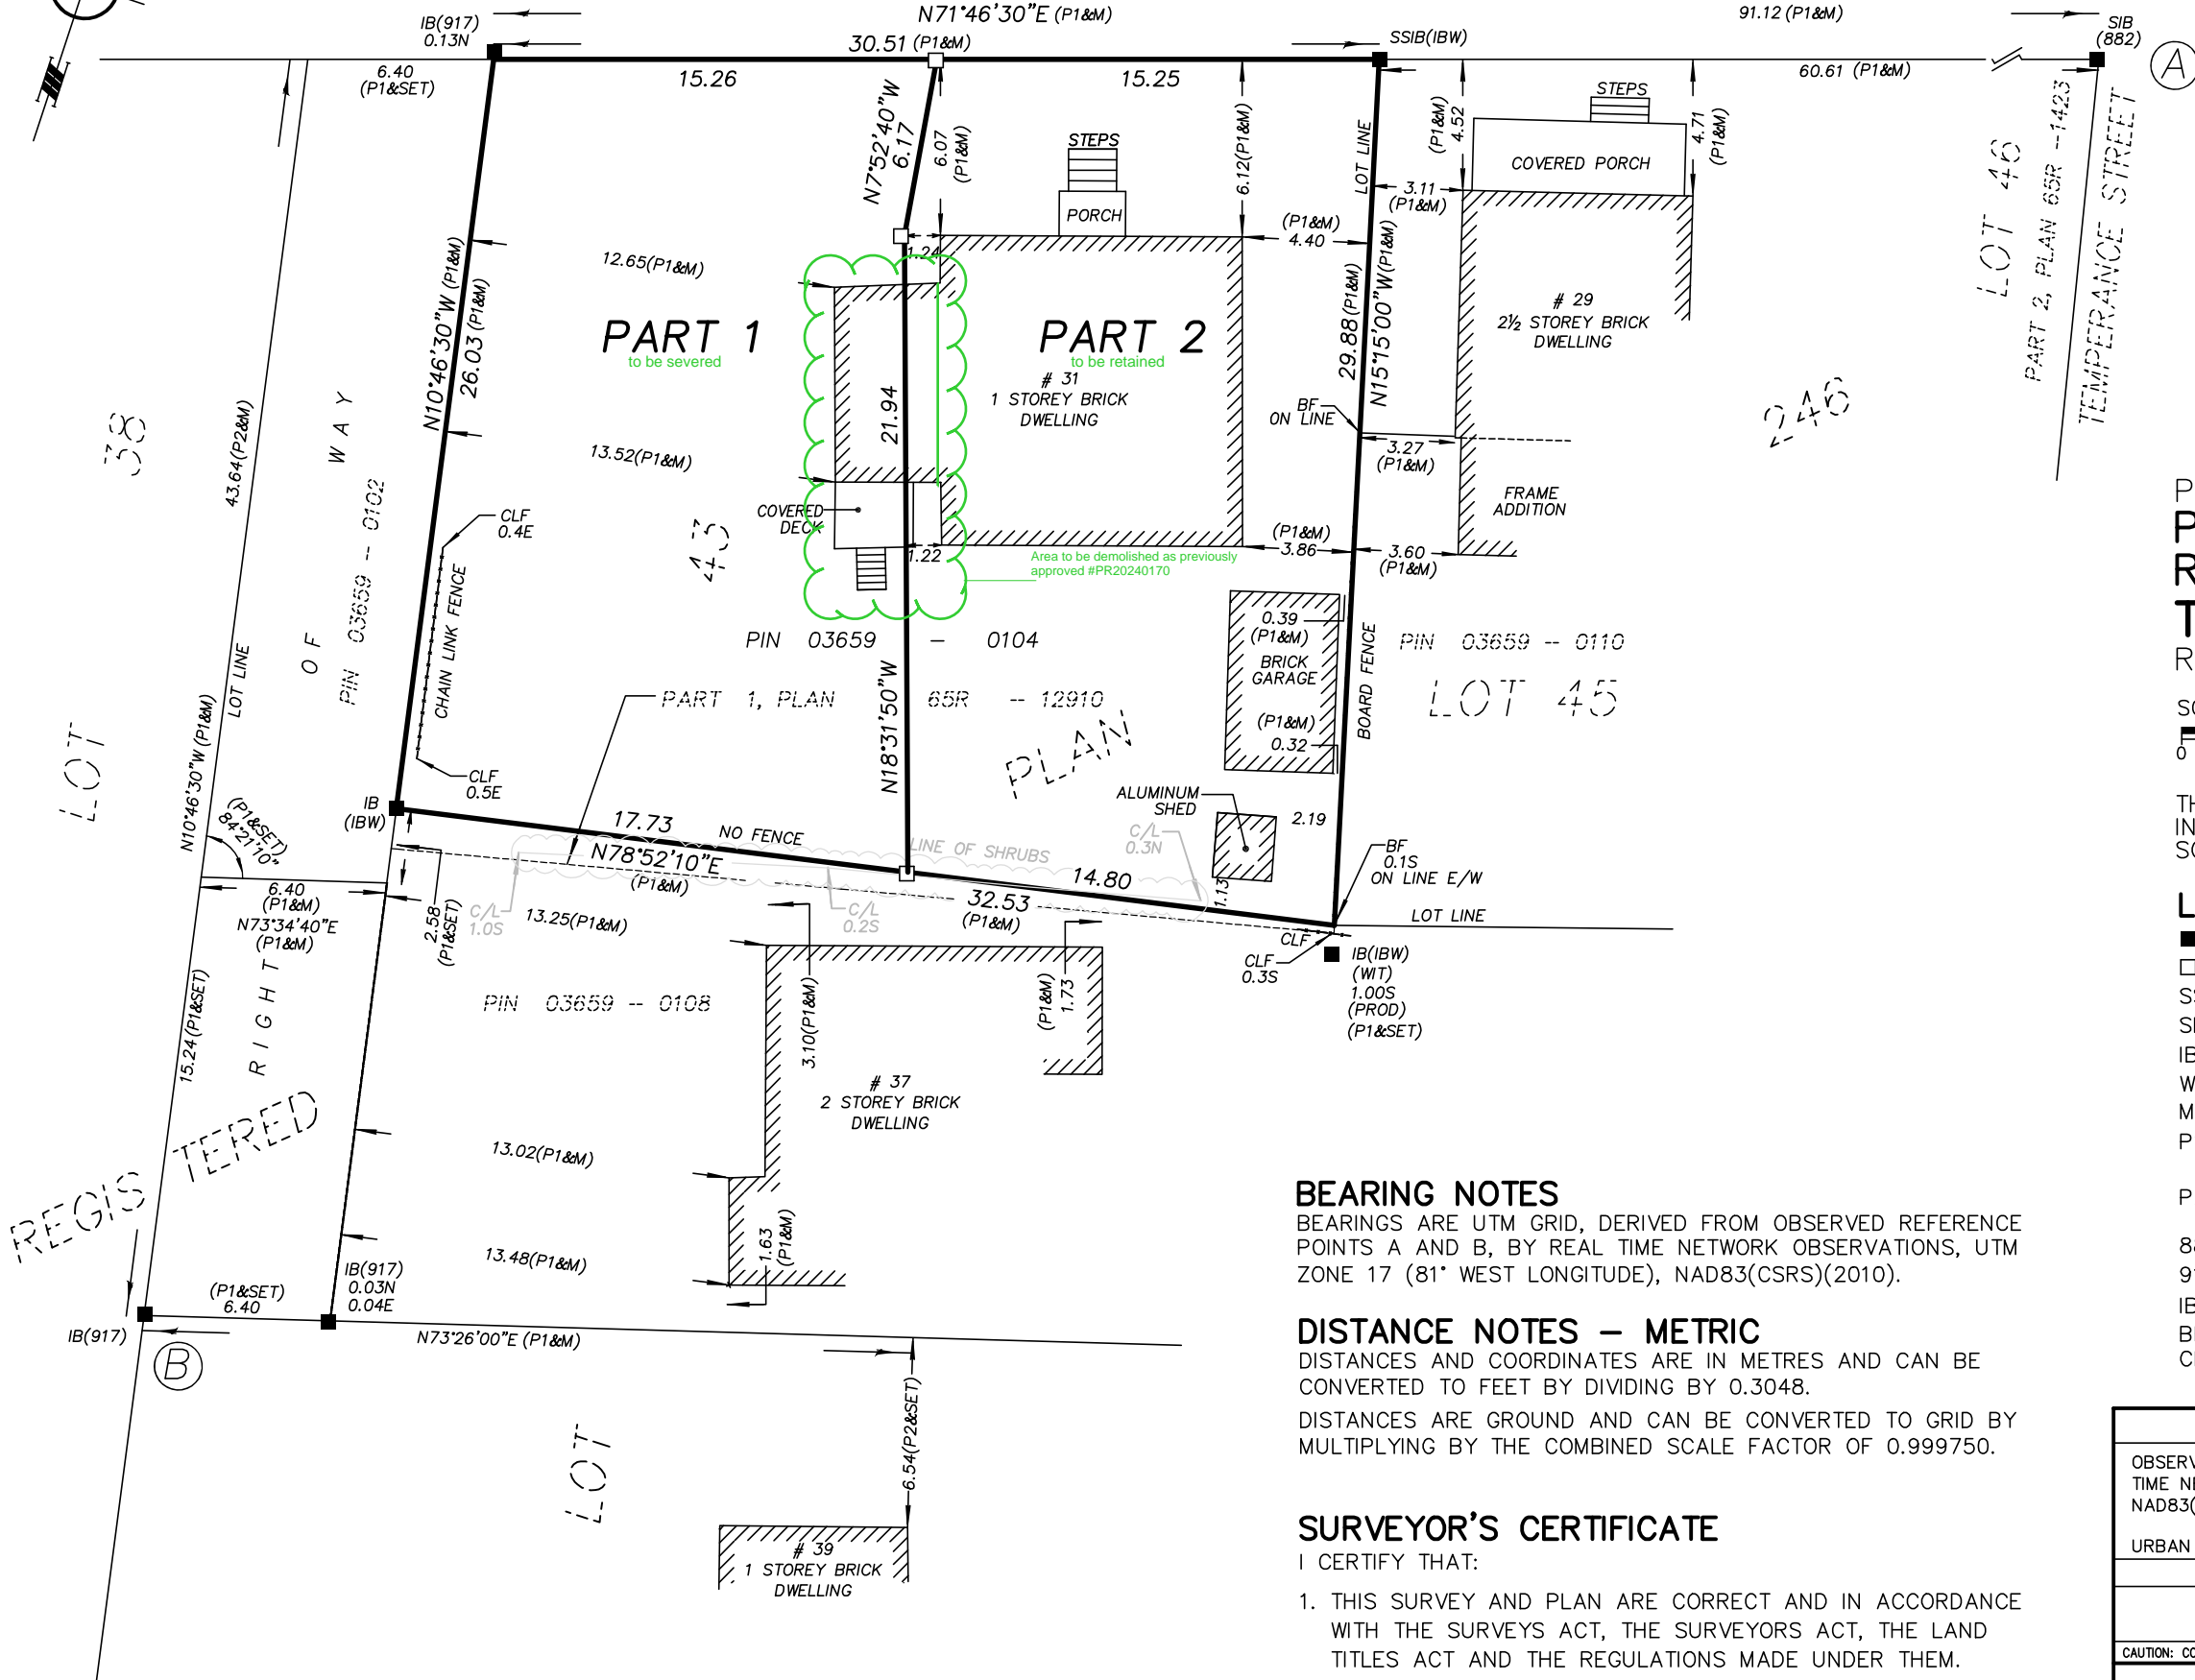 N71°46'30"E (P1&M)
91.12 (P1&M)
IB(917)
0.13N
30.51 (P1&M)
SSIB(IBW)
SIB
(882)
A
6.40
(P1&SET)
15.26
15.25
60.61 (P1&M)
N7°52'40"W
6.17
6.07
(P1&M)
STEPS
PORCH
6.12(P1&M)
LOT LINE
(P1&M)
4.52
STEPS
COVERED PORCH
4.71
(P1&M)
3.11
(P1&M)
LOT 46
PART 2, PLAN 65R -1423
TEMPERANCE STREET
(P1&M)
4.40
1.24
12.65(P1&M)
N10°46'30"W (P1&M)
26.03 (P1&M)
PART 1
to be severed
PART 2
to be retained
# 31
1 STOREY BRICK
DWELLING
29.88 (P1&M)
N15°15'00"W(P1&M)
# 29
2½ STOREY BRICK
DWELLING
21.94
BF
ON LINE
246
38
43.64(P2&M)
WAY
13.52(P1&M)
3.27
(P1&M)
FRAME
ADDITION
PIN 03659 -- 0102
CLF
0.4E
43
COVERED
DECK
1.22
Area to be demolished as previously
approved #PR20240170
(P1&M)
3.86
3.60
(P1&M)
CHAIN LINK FENCE
OF
LOT LINE
PIN 03659 – 0104
0.39
(P1&M)
BRICK
GARAGE
(P1&M)
0.32
BOARD FENCE
PIN 03659 -- 0110
LOT 45
PART 1, PLAN 65R -- 12910
N18°31'50"W
PLAN
LOT
N10°46'30"W (P1&M)
CLF
0.5E
IB
(IBW)
(P1&SET)
84°21'10"
17.73
NO FENCE
LINE OF SHRUBS
C/L
0.3N
ALUMINUM
SHED
2.19
N78°52'10"E
(P1&M)
BF
0.1S
ON LINE E/W
14.80
1.13
32.53
(P1&M)
LOT LINE
6.40
(P1&M)
N73°34'40"E
(P1&M)
2.58
(P1&SET)
C/L
1.0S
13.25(P1&M)
C/L
0.2S
CLF
CLF
0.3S
IB(IBW)
(WIT)
1.00S
(PROD)
(P1&SET)
PIN 03659 -- 0108
3.10(P1&M)
(P1&M)
1.73
RIGHT
15.24(P1&SET)
# 37
2 STOREY BRICK
DWELLING
REGIS TERED
13.02(P1&M)
1.63
(P1&M)
13.48(P1&M)
IB(917)
0.03N
0.04E
(P1&SET)
6.40
IB(917)
B
N73°26'00"E (P1&M)
6.54(P2&SET)
LOT
# 39
1 STOREY BRICK
DWELLING
BEARING NOTES
BEARINGS ARE UTM GRID, DERIVED FROM OBSERVED REFERENCE
POINTS A AND B, BY REAL TIME NETWORK OBSERVATIONS, UTM
ZONE 17 (81° WEST LONGITUDE), NAD83(CSRS)(2010).
DISTANCE NOTES – METRIC
DISTANCES AND COORDINATES ARE IN METRES AND CAN BE
CONVERTED TO FEET BY DIVIDING BY 0.3048.
DISTANCES ARE GROUND AND CAN BE CONVERTED TO GRID BY
MULTIPLYING BY THE COMBINED SCALE FACTOR OF 0.999750.
SURVEYOR'S CERTIFICATE
I CERTIFY THAT:
1. THIS SURVEY AND PLAN ARE CORRECT AND IN ACCORDANCE
WITH THE SURVEYS ACT, THE SURVEYORS ACT, THE LAND
TITLES ACT AND THE REGULATIONS MADE UNDER THEM.
0
URBAN
CAUTION: